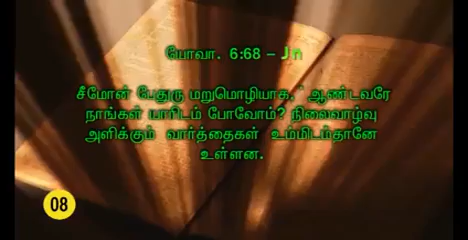 யோவா. 6:68 – Jn
சீமோன் பேதுரு மறுமொழியாக, " ஆண்டவரே
நாங்கள் யாரிடம் போவோம்? நிலைவாழ்வு
அளிக்கும் வார்த்தைகள் உம்மிடம்தானே
உள்ளன.
08